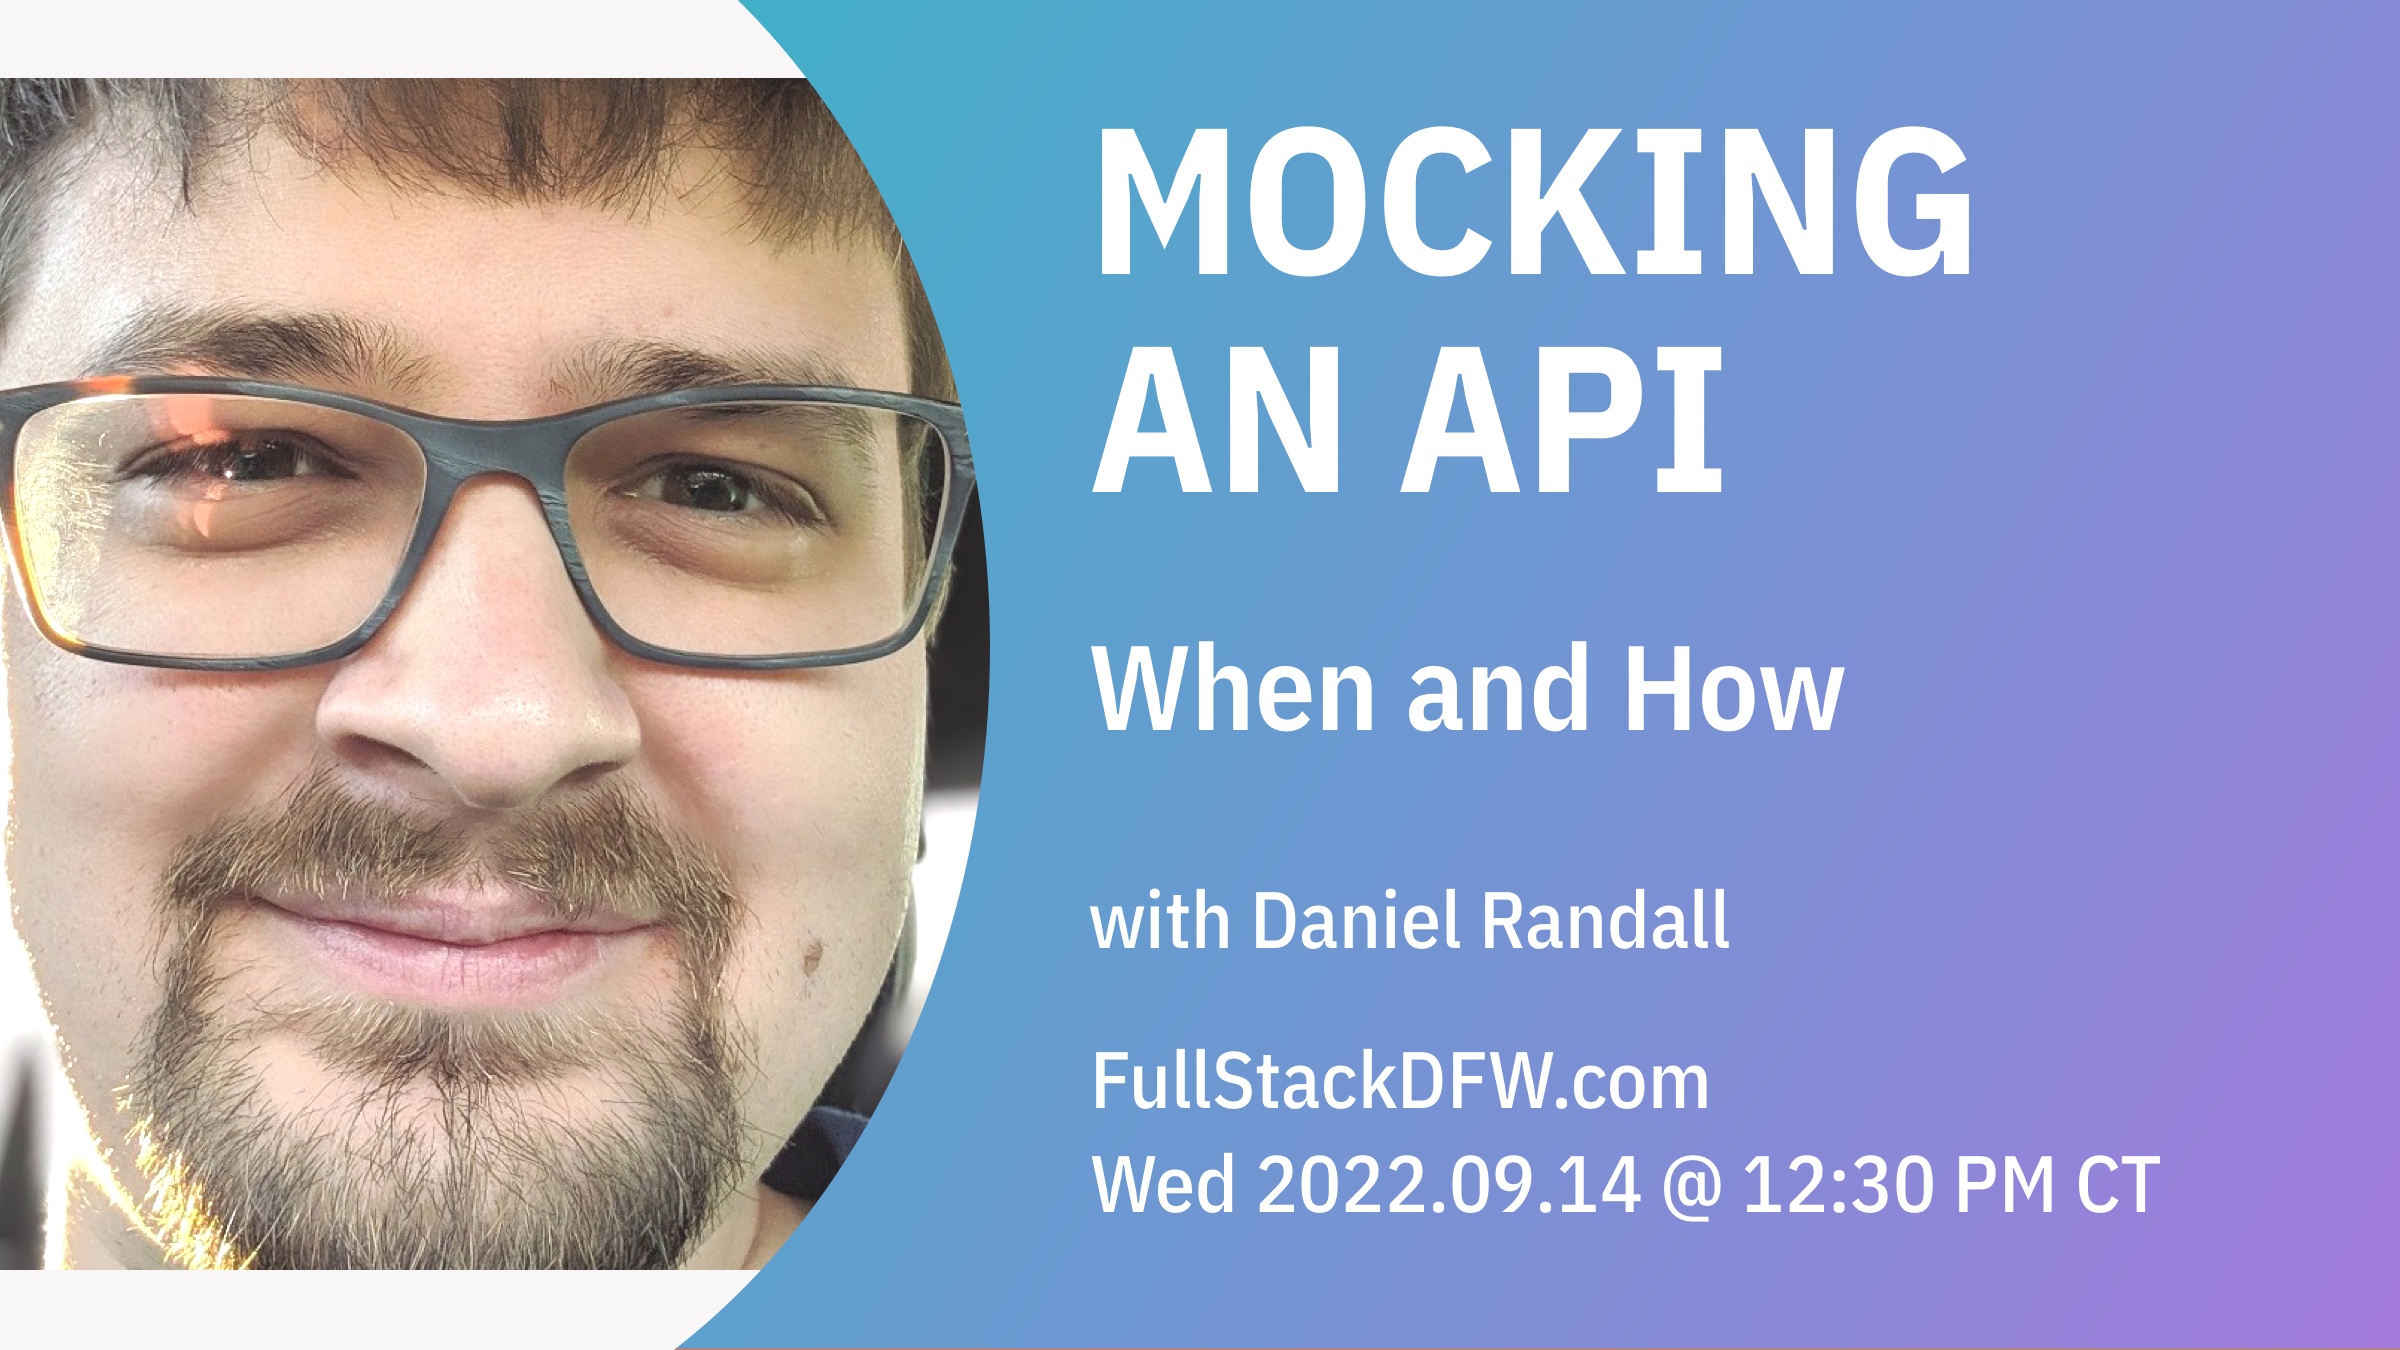 MOCKING
AN API
When and How
with Daniel Randall
FullStackDFW.com
Wed 2022.09.14 @ 12:30 PM CT